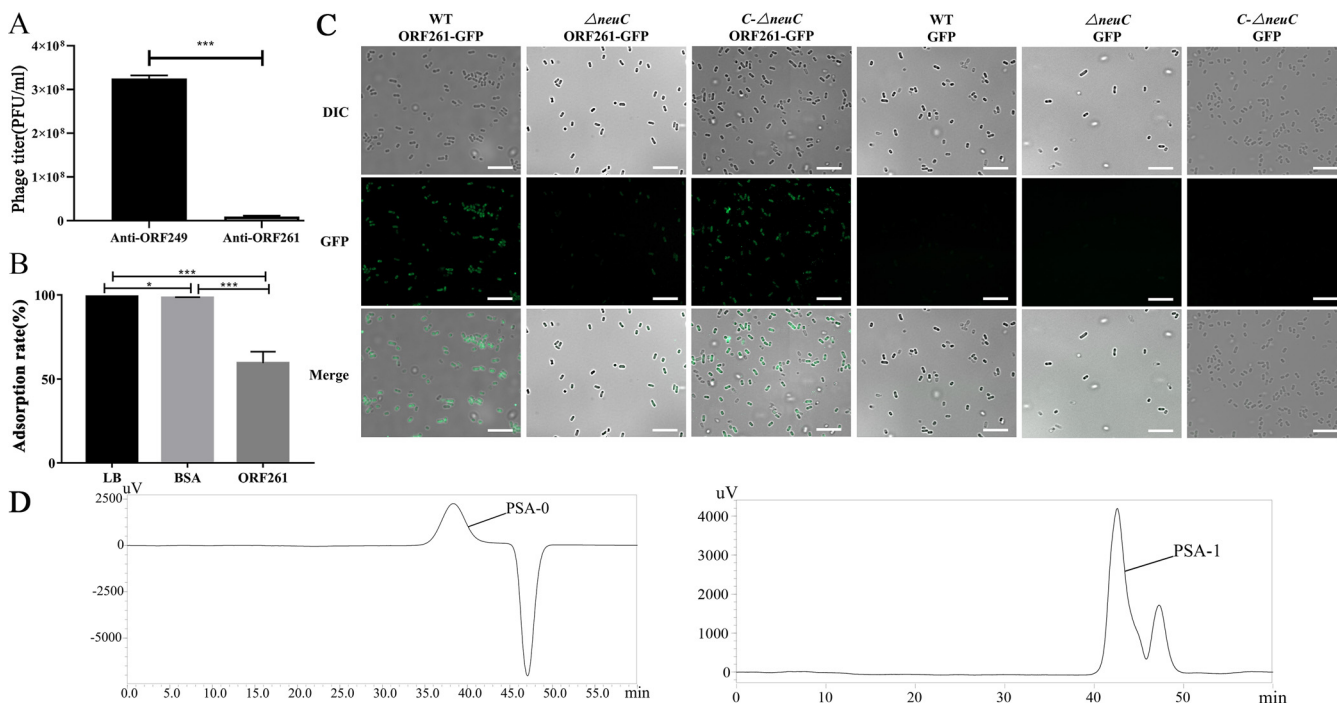 A
Phage titer(PFU/ml)
4×10⁸
3×10⁸
2×10⁸
1×10⁸
0
***
Anti-ORF249
Anti-ORF261
B
Adsorption rate(%)
100
50
0
***
*
***
LB
BSA
ORF261
C
WT
ORF261-GFP
△neuC
ORF261-GFP
C-△neuC
ORF261-GFP
WT
GFP
△neuC
GFP
C-△neuC
GFP
DIC
GFP
Merge
D
uV
2500
0
-2500
-5000
PSA-0
0.0 5.0 10.0 15.0 20.0 25.0 30.0 35.0 40.0 45.0 50.0 55.0 min
uV
4000
3000
2000
1000
0
PSA-1
0 10 20 30 40 50 min